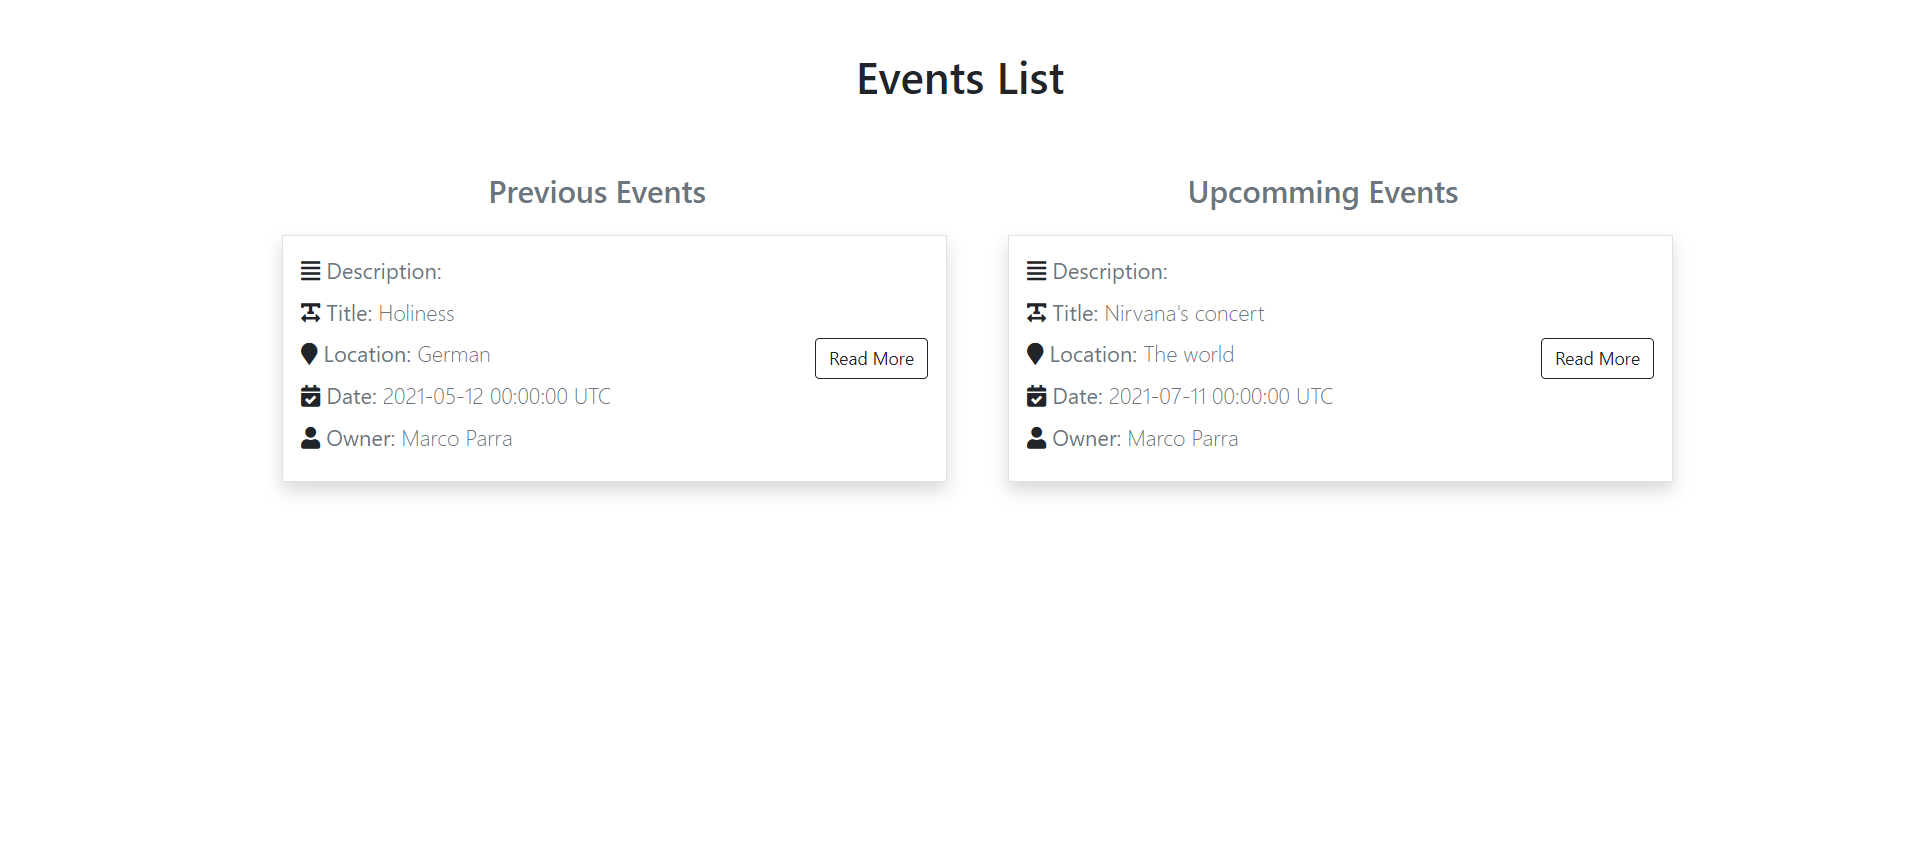 Events List
Previous Events
Description:
Title: Holiness
Location: German
Date: 2021-05-12 00:00:00 UTC
Owner: Marco Parra
Read More
Upcomming Events
Description:
Title: Nirvana's concert
Location: The world
Date: 2021-07-11 00:00:00 UTC
Owner: Marco Parra
Read More